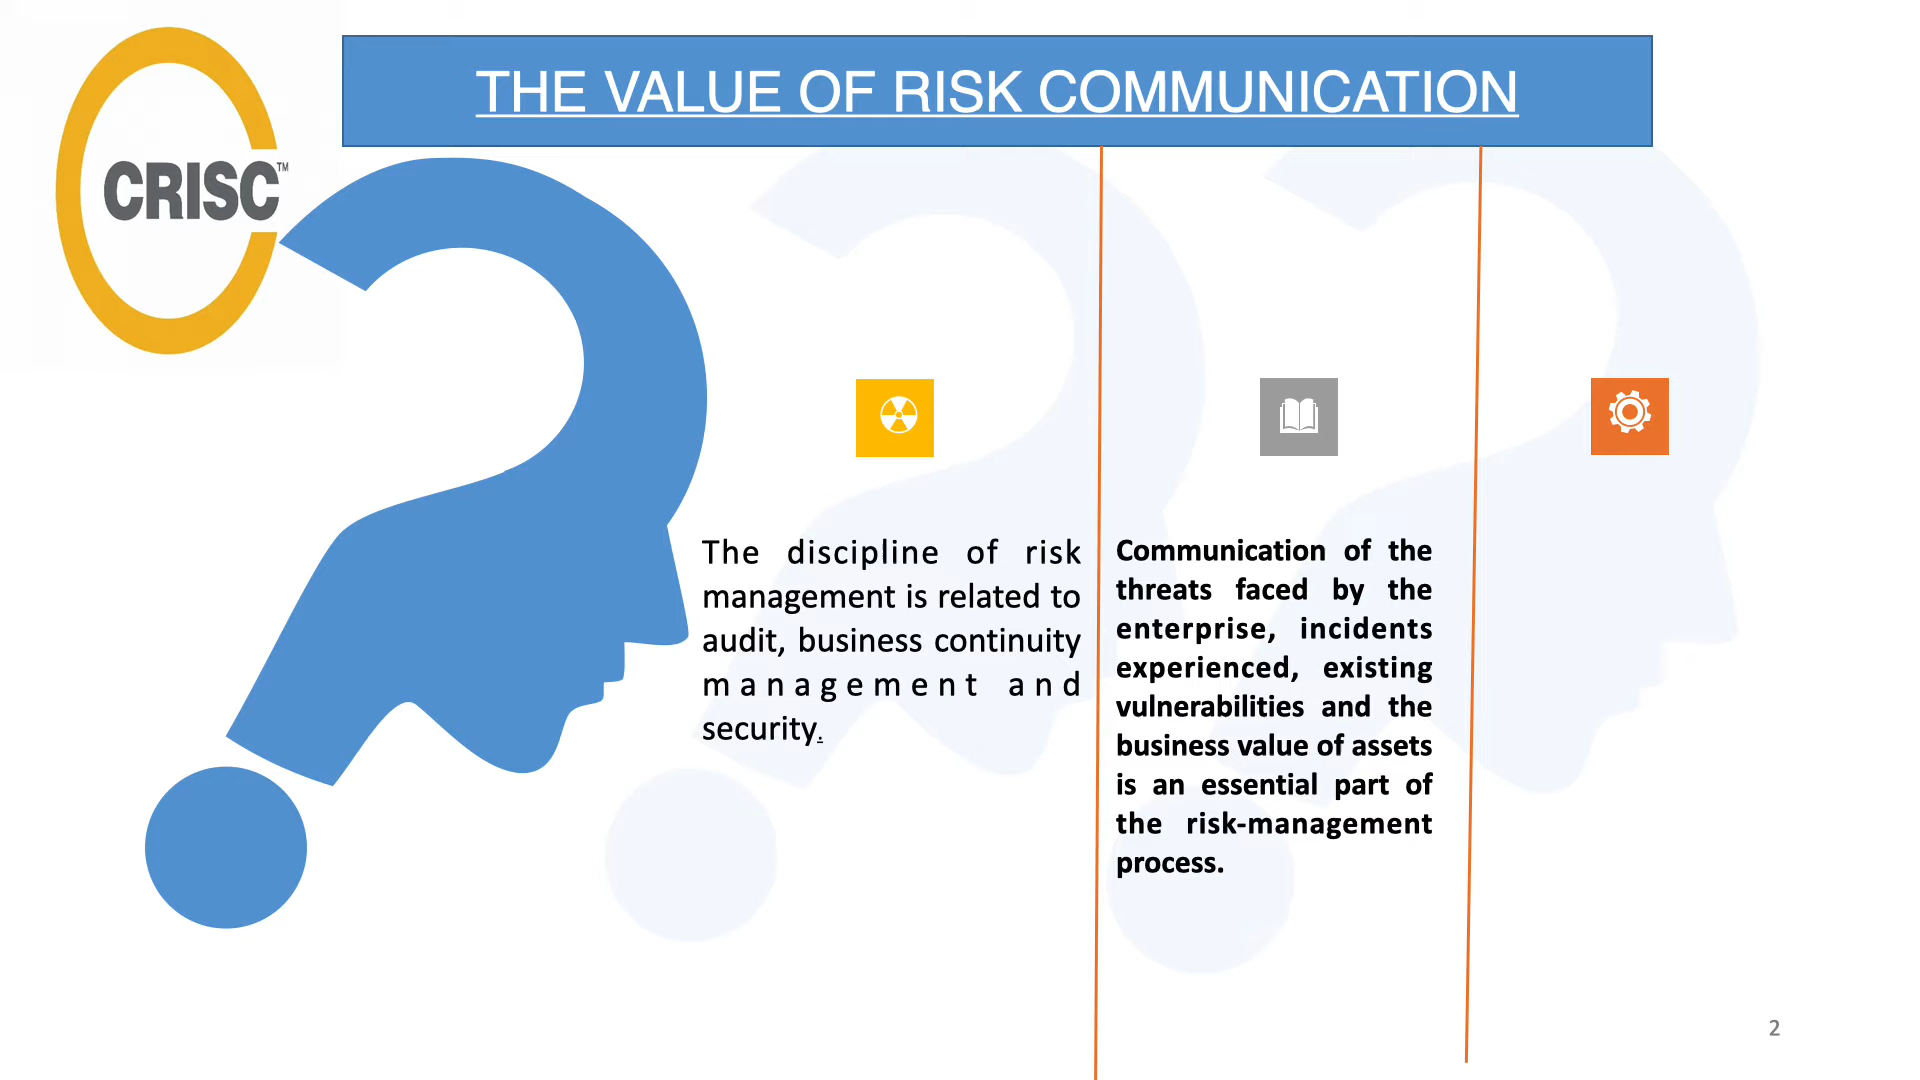 CRISC™
THE VALUE OF RISK COMMUNICATION
The discipline of risk
management is related to
audit, business continuity
management and
security.
Communication of the
threats faced by the
enterprise, incidents
experienced, existing
vulnerabilities and the
business value of assets
is an essential part of
the risk-management
process.
2